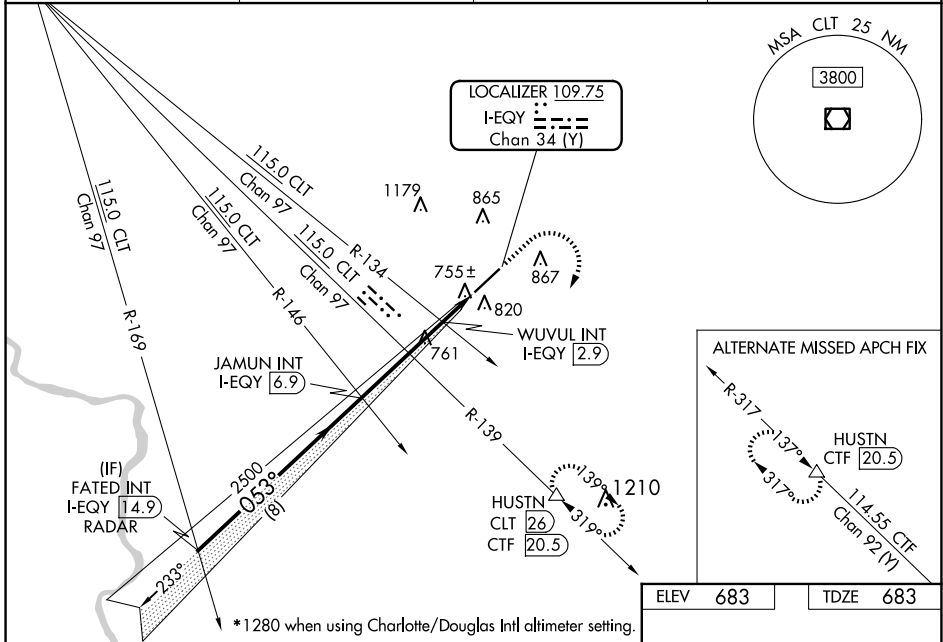 MSA CLT 25 NM
3800
LOCALIZER 109.75
I-EQY
Chan 34 (Y)
115.0 CLT
Chan 97
R-169
115.0 CLT
Chan 97
R-146
115.0 CLT
Chan 97
R-139
115.0 CLT
Chan 97
R-134
1179
865
867
755±
820
761
WUVUL INT
I-EQY 2.9
JAMUN INT
I-EQY 6.9
(IF)
FATED INT
I-EQY 14.9
RADAR
2500
053°
(8)
233°
HUSTN
CLT 26
CTF 20.5
139°
319°
1210
ALTERNATE MISSED APCH FIX
R-317
137°
317°
HUSTN
CTF 20.5
114.55 CTF
Chan 92 (Y)
*1280 when using Charlotte/Douglas Intl altimeter setting.
ELEV 683
TDZE 683